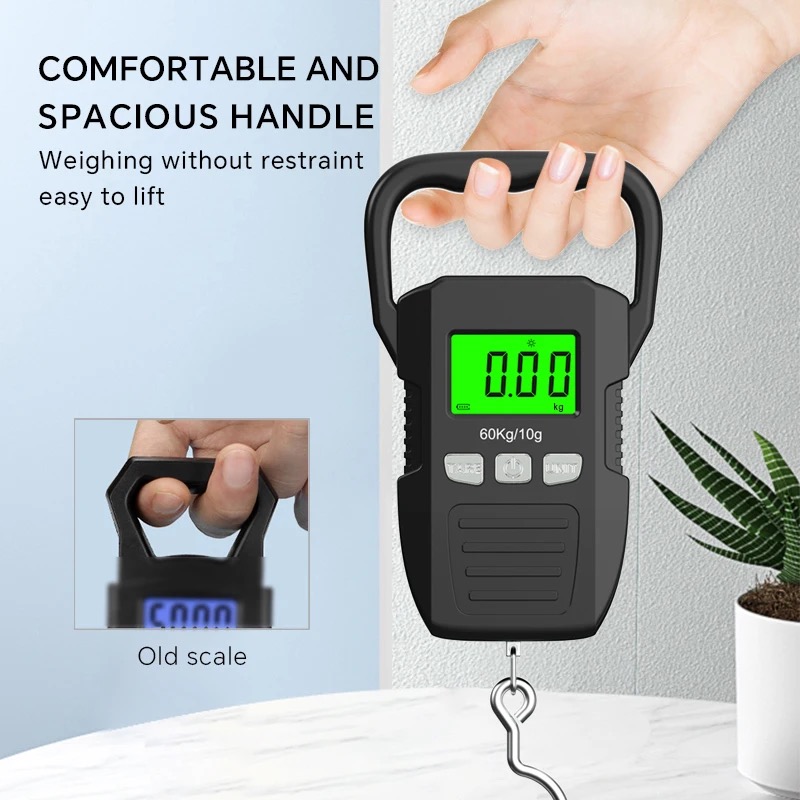 COMFORTABLE AND
SPACIOUS HANDLE
Weighing without restraint
easy to lift
0.00
kg
60Kg/10g
TARE UNIT
5000
Old scale